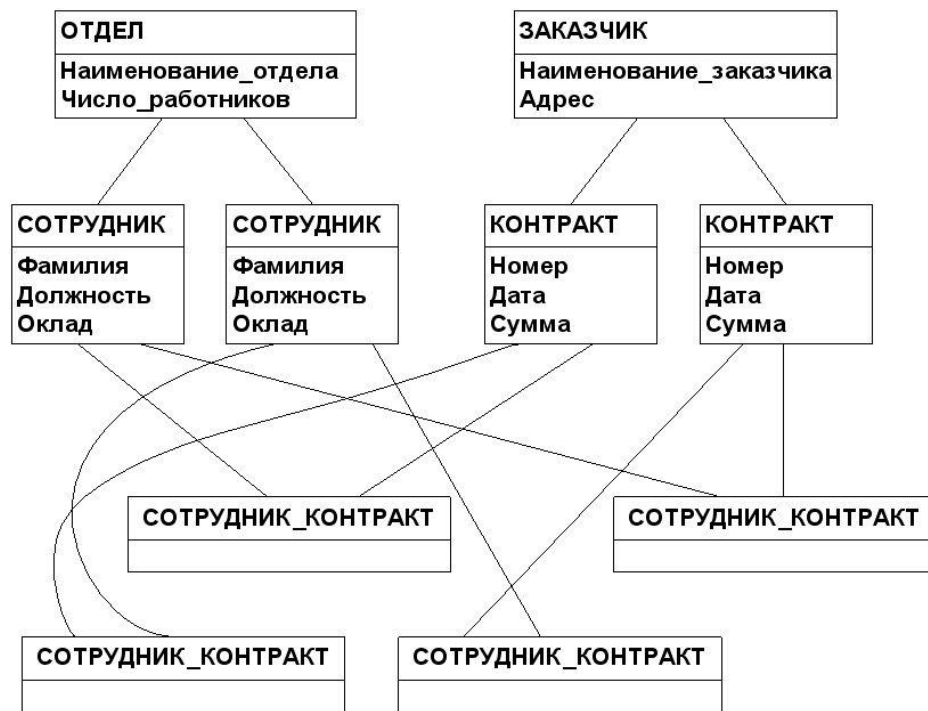 ОТДЕЛ
Наименование_отдела
Число_работников
ЗАКАЗЧИК
Наименование_заказчика
Адрес
СОТРУДНИК
Фамилия
Должность
Оклад
СОТРУДНИК
Фамилия
Должность
Оклад
КОНТРАКТ
Номер
Дата
Сумма
КОНТРАКТ
Номер
Дата
Сумма
СОТРУДНИК_КОНТРАКТ
СОТРУДНИК_КОНТРАКТ
СОТРУДНИК_КОНТРАКТ
СОТРУДНИК_КОНТРАКТ